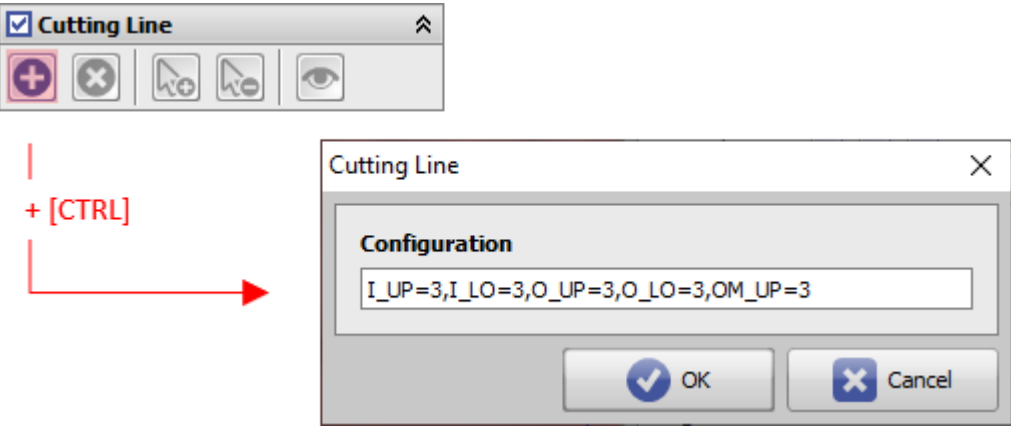 Cutting Line
+ [CTRL]
Cutting Line
Configuration
I_UP=3,I_LO=3,O_UP=3,O_LO=3,OM_UP=3
OK
Cancel